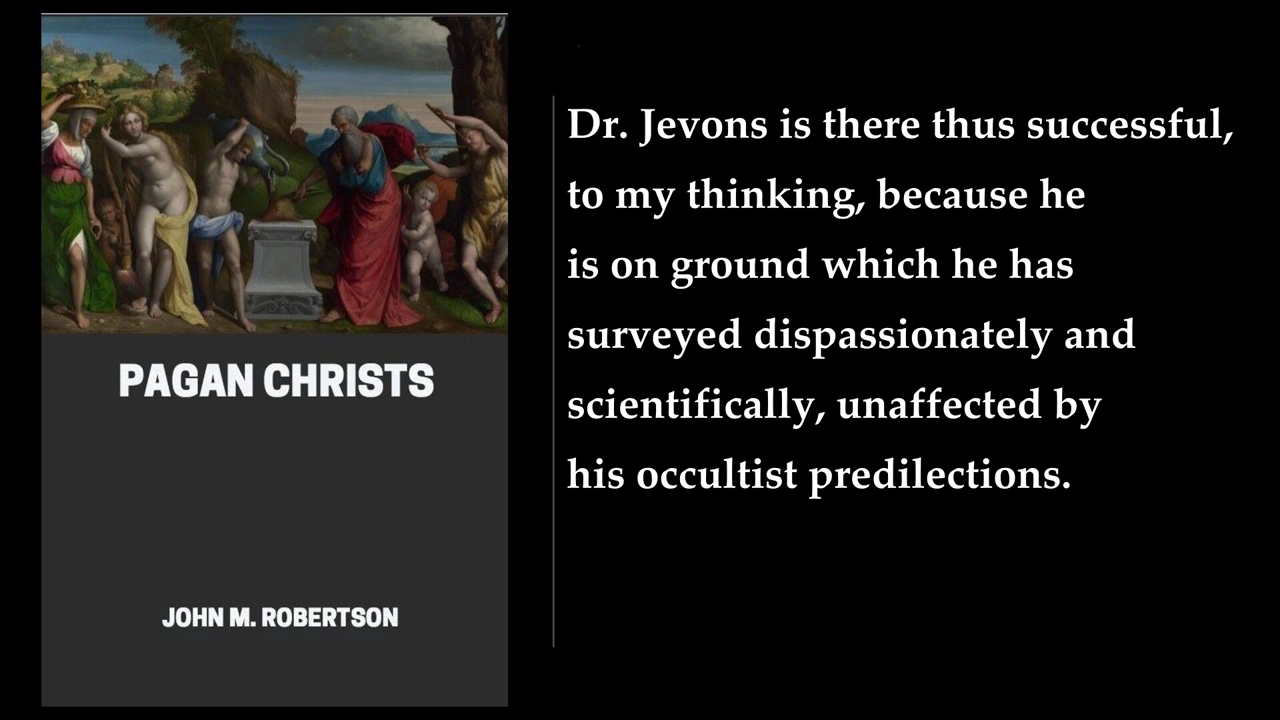 PAGAN CHRISTS
JOHN M. ROBERTSON
Dr. Jevons is there thus successful,
to my thinking, because he
is on ground which he has
surveyed dispassionately and
scientifically, unaffected by
his occultist predilections.